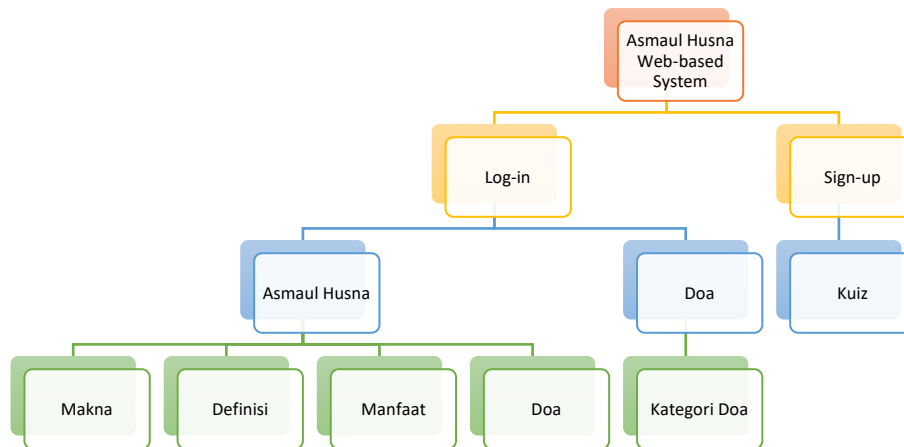 Asmaul Husna
Web-based
System
Log-in
Sign-up
Asmaul Husna
Doa
Kuiz
Makna
Definisi
Manfaat
Doa
Kategori Doa